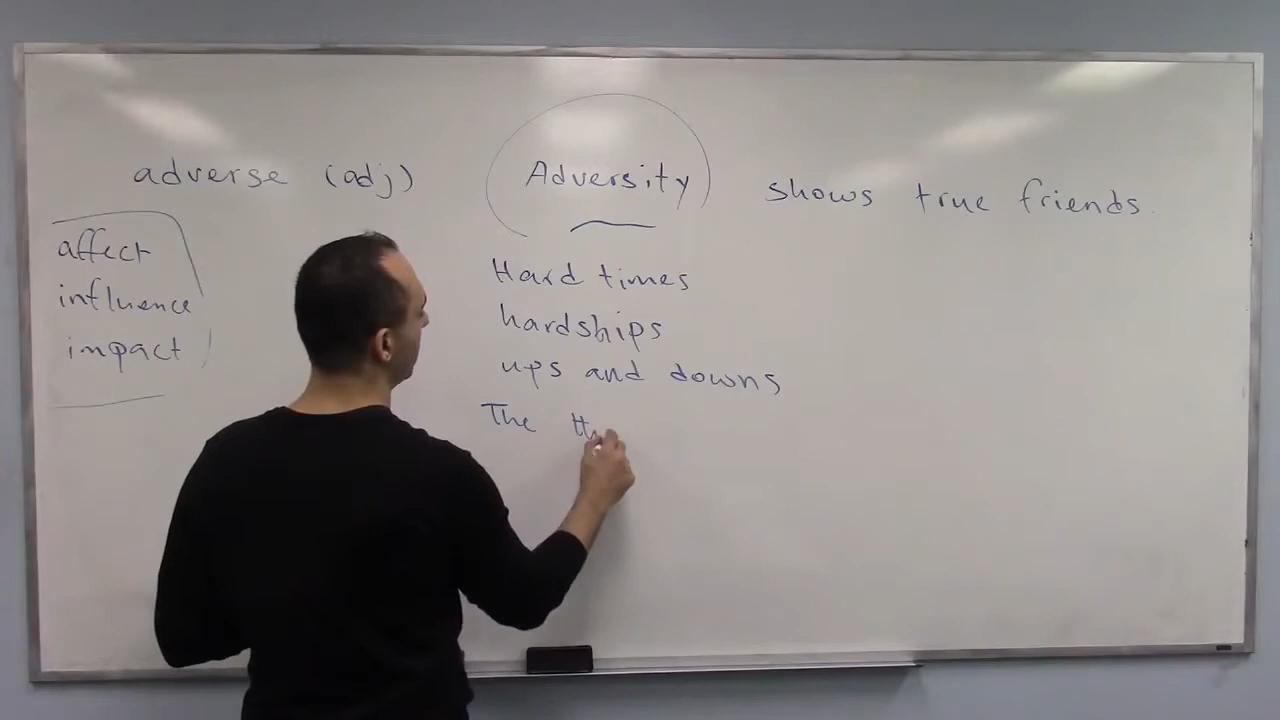 adverse (adj) Adversity shows true friends.
affect
influence
impact
Hard times
hardships
ups and downs
The